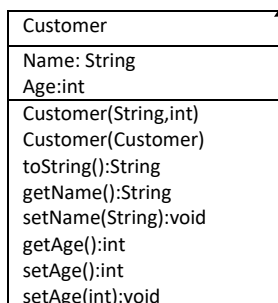 Customer
Name: String
Age:int
Customer(String,int)
Customer(Customer)
toString():String
getName():String
setName(String):void
getAge():int
setAge():int
setAge(int):void